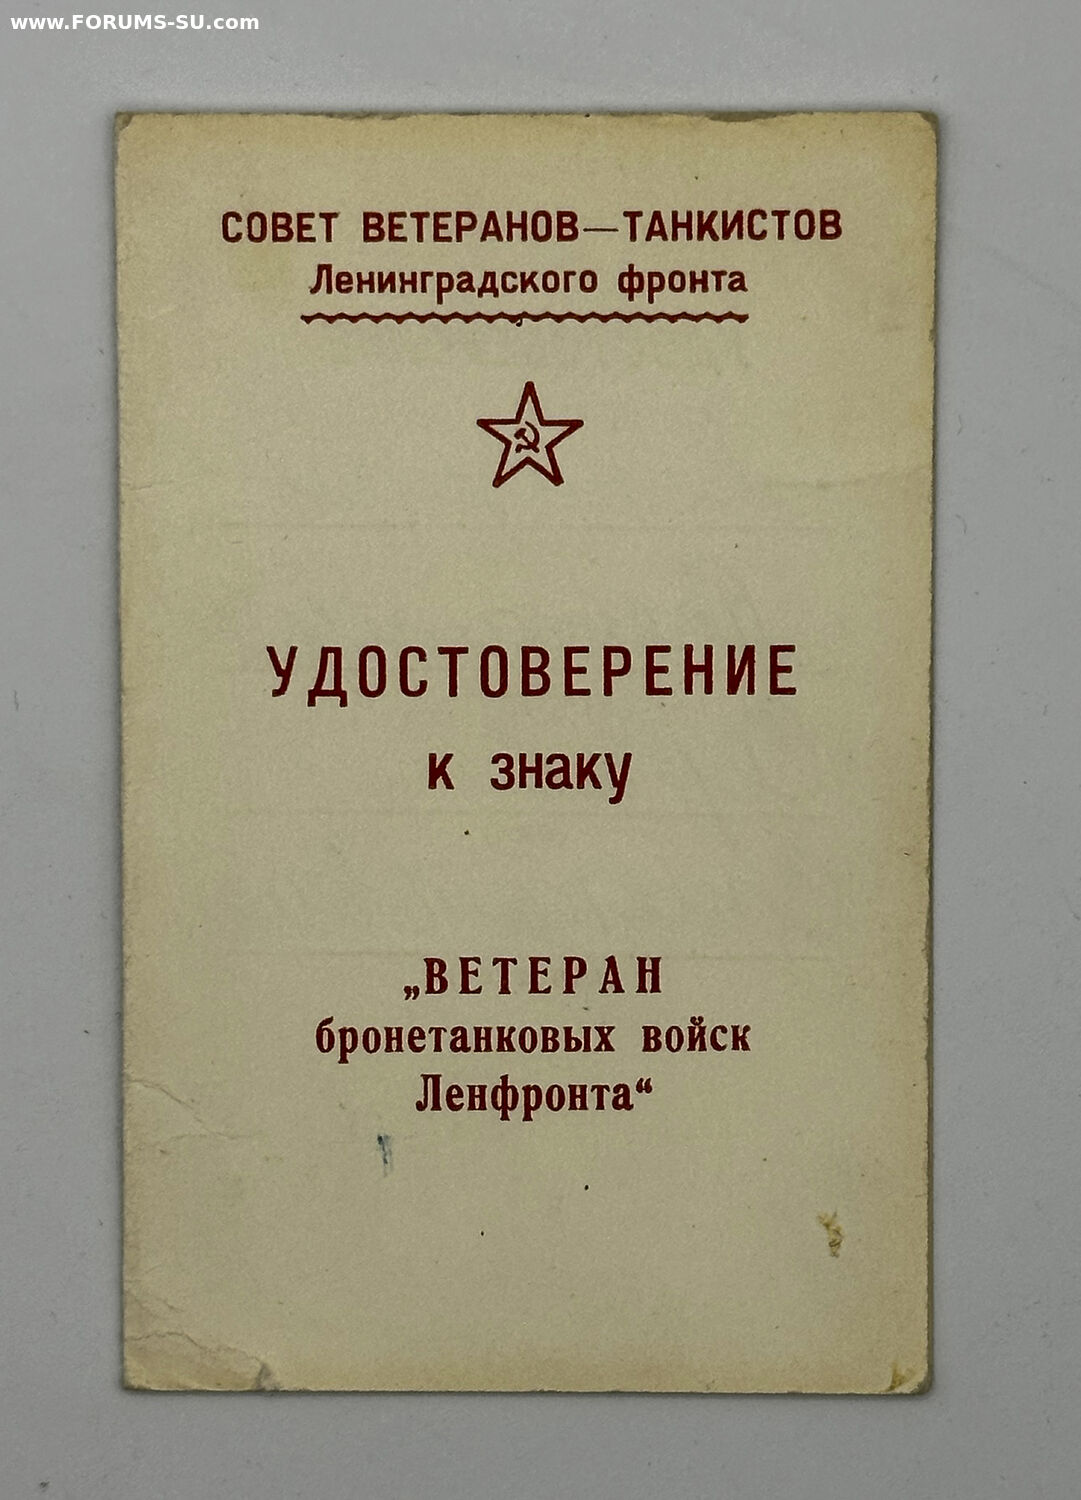 www.FORUMS-SU.com
СОВЕТ ВЕТЕРАНОВ—ТАНКИСТОВ
Ленинградского фронта
УДОСТОВЕРЕНИЕ
к знаку
„ВЕТЕРАН
бронетанковых войск
Ленфронта“